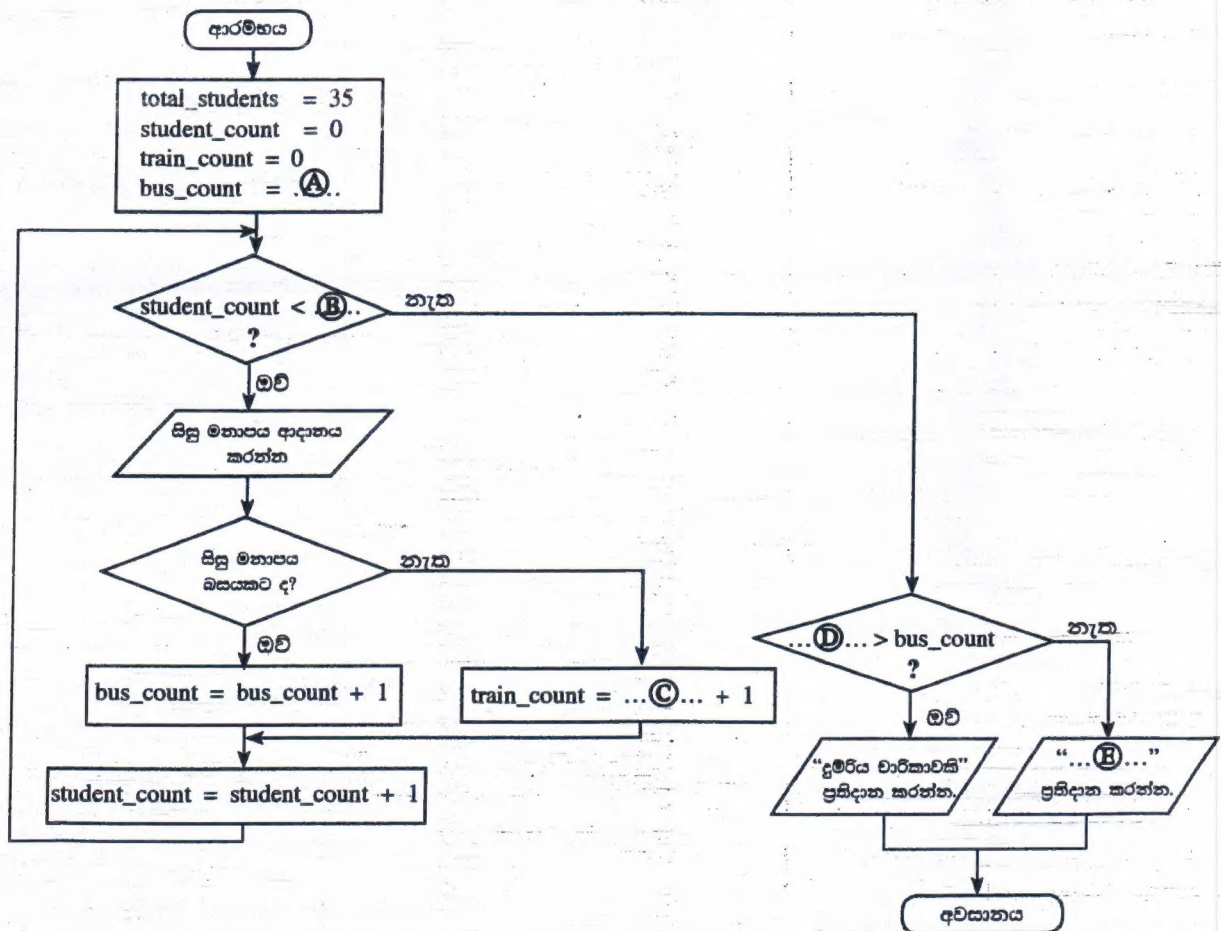 ආරම්භය
total_students = 35
student_count = 0
train_count = 0
bus_count = ..Ⓐ..
student_count < ..Ⓑ..
?
නැත
ඔව්
සිසු මනාපය ආදානය
කරන්න
සිසු මනාපය
බසයකට ද?
නැත
ඔව්
bus_count = bus_count + 1
train_count = ...Ⓒ... + 1
student_count = student_count + 1
...Ⓓ... > bus_count
?
නැත
ඔව්
“දුම්රිය චාරිකාවකි”
ප්‍රතිදාන කරන්න.
“...Ⓔ...”
ප්‍රතිදාන කරන්න.
අවසානය